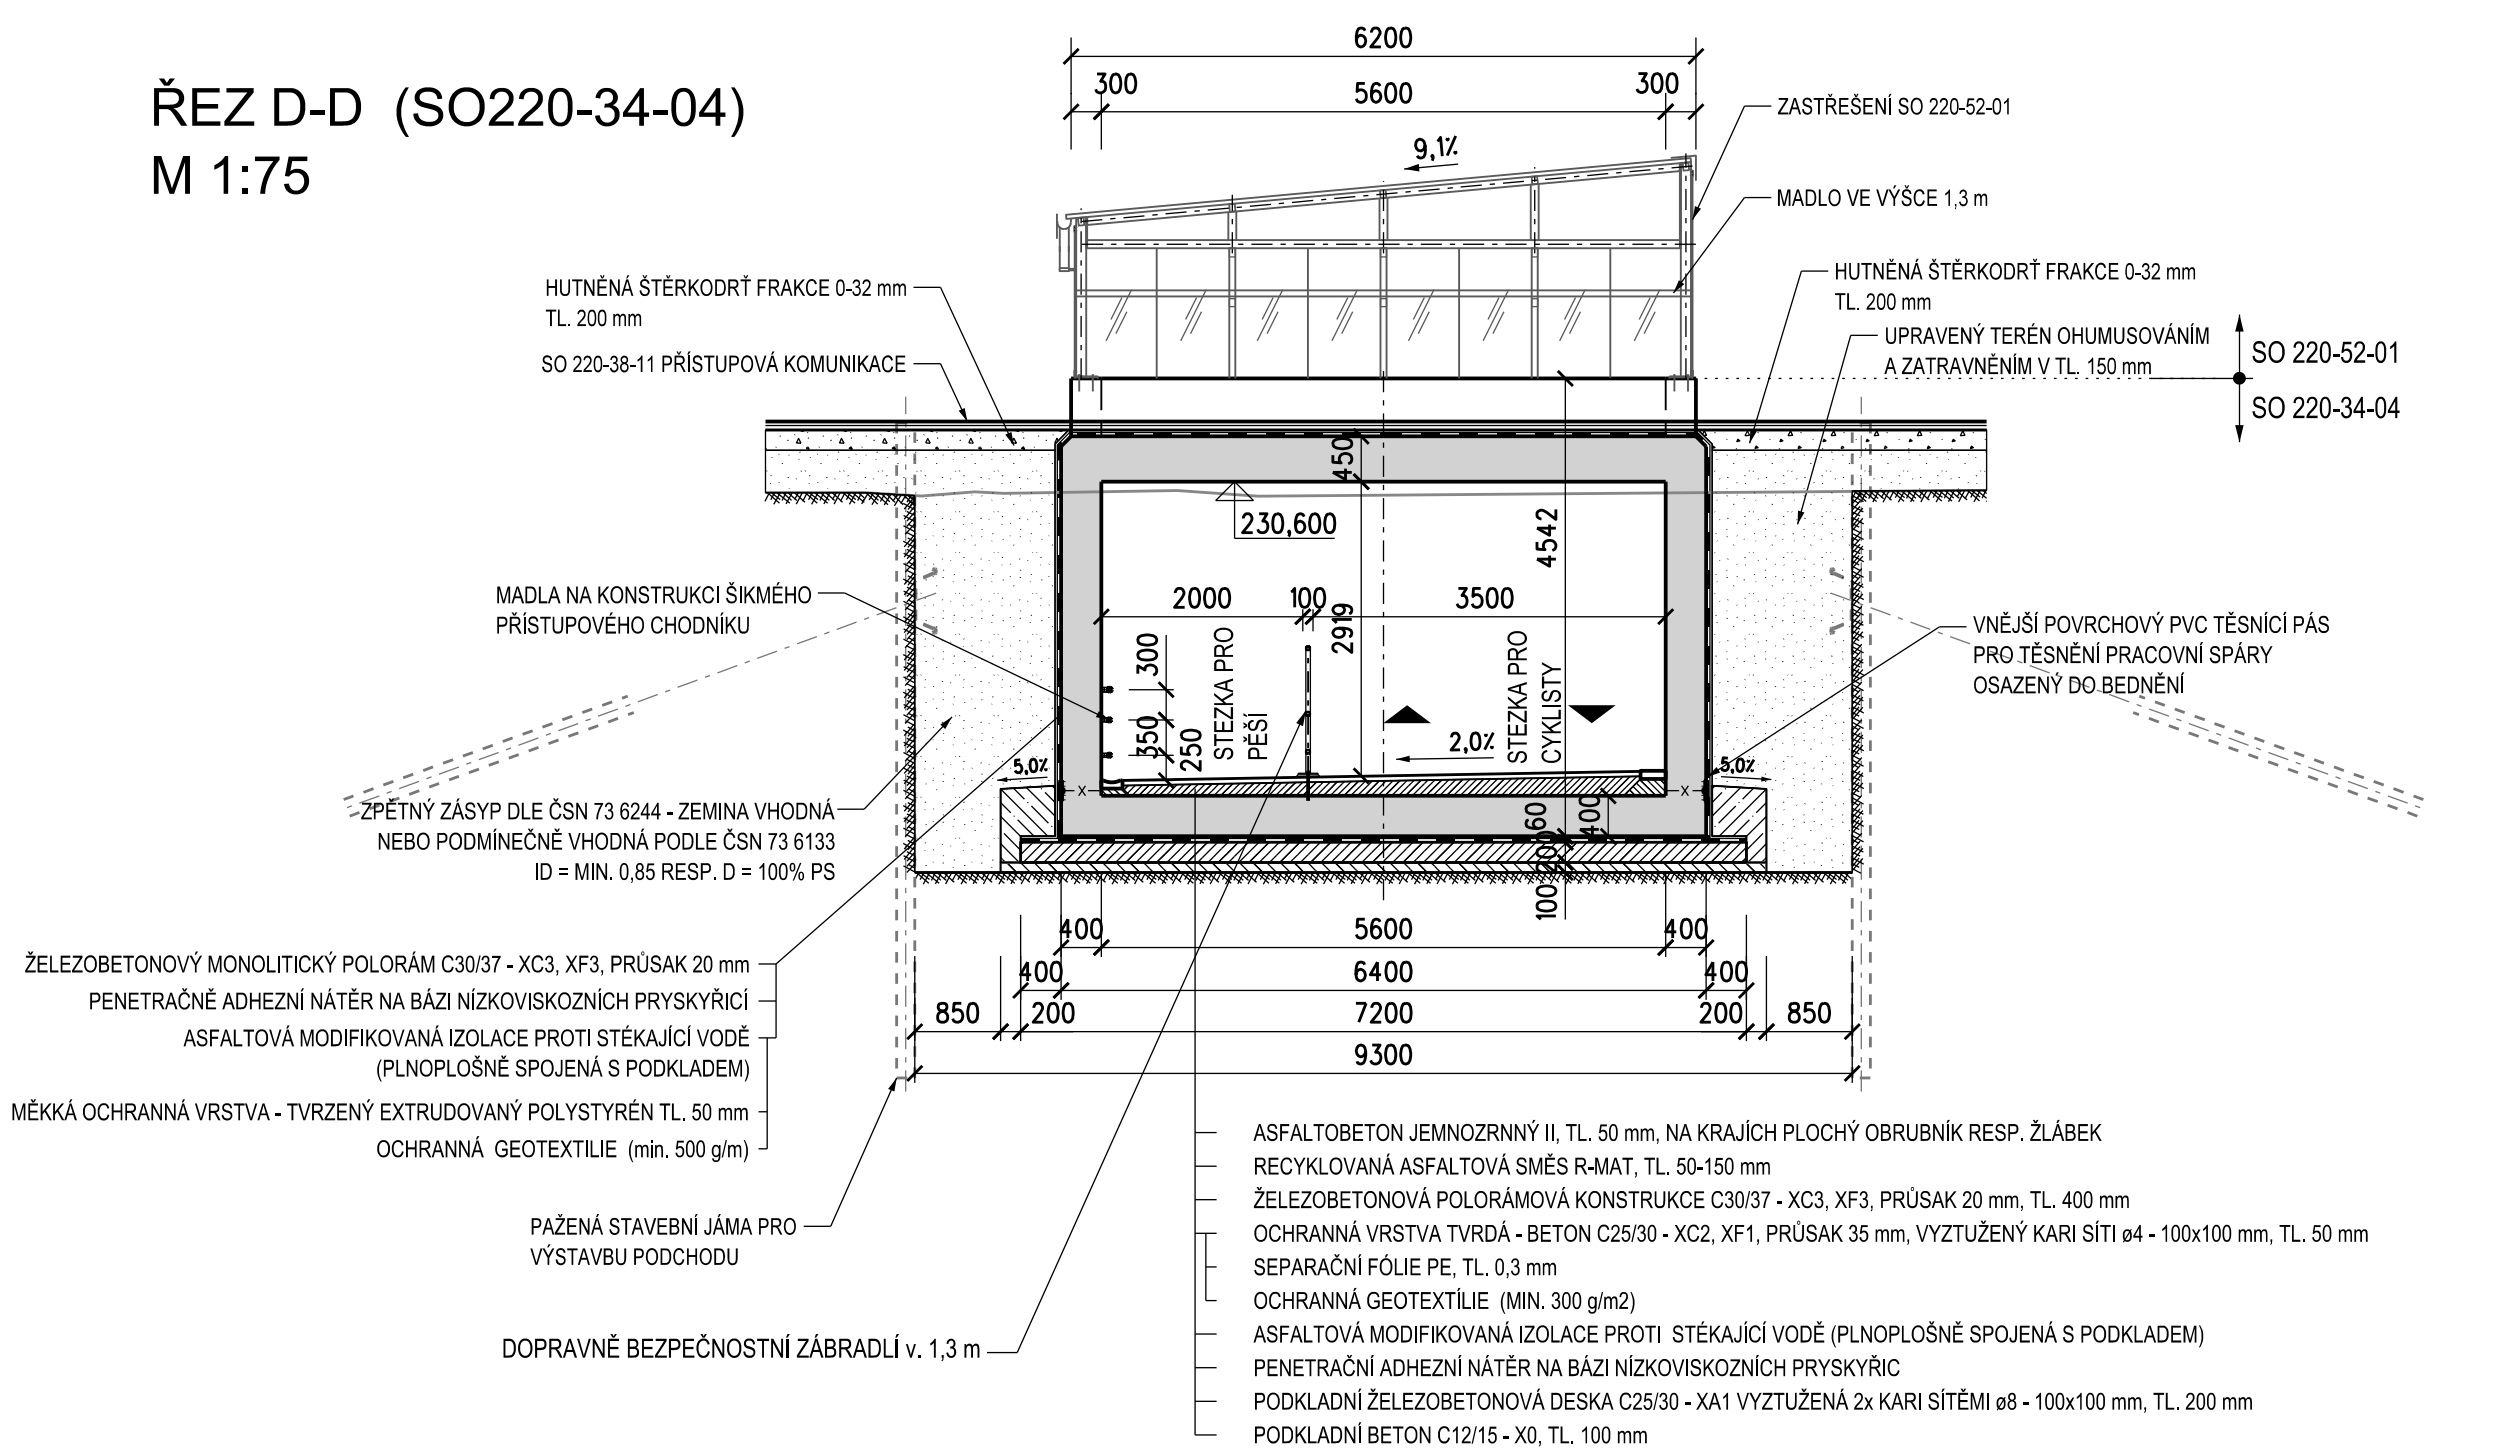 ŘEZ D-D (SO220-34-04)
M 1:75
6200
300
5600
300
9,1%
ZASTŘEŠENÍ SO 220-52-01
MADLO VE VÝŠCE 1,3 m
HUTNĚNÁ ŠTĚRKODRŤ FRAKCE 0-32 mm
TL. 200 mm
SO 220-38-11 PŘÍSTUPOVÁ KOMUNIKACE
HUTNĚNÁ ŠTĚRKODRŤ FRAKCE 0-32 mm
TL. 200 mm
UPRAVENÝ TERÉN OHUMUSOVÁNÍM
A ZATRAVNĚNÍM V TL. 150 mm
SO 220-52-01
SO 220-34-04
450
230,600
4542
2919
2000
100
3500
300
350
250
STEZKA PRO
PĚŠÍ
STEZKA PRO
CYKLISTY
2,0%
5,0%
5,0%
x
x
60
400
200
100
MADLA NA KONSTRUKCI ŠIKMÉHO
PŘÍSTUPOVÉHO CHODNÍKU
VNĚJŠÍ POVRCHOVÝ PVC TĚSNÍCÍ PÁS
PRO TĚSNĚNÍ PRACOVNÍ SPÁRY
OSAZENÝ DO BEDNĚNÍ
ZPĚTNÝ ZÁSYP DLE ČSN 73 6244 - ZEMINA VHODNÁ
NEBO PODMÍNEČNĚ VHODNÁ PODLE ČSN 73 6133
ID = MIN. 0,85 RESP. D = 100% PS
400
5600
400
400
6400
400
850
200
7200
200
850
9300
ŽELEZOBETONOVÝ MONOLITICKÝ POLORÁM C30/37 - XC3, XF3, PRŮSAK 20 mm
PENETRAČNĚ ADHEZNÍ NÁTĚR NA BÁZI NÍZKOVISKOZNÍCH PRYSKYŘICÍ
ASFALTOVÁ MODIFIKOVANÁ IZOLACE PROTI STÉKAJÍCÍ VODĚ
(PLNOPLOŠNĚ SPOJENÁ S PODKLADEM)
MĚKKÁ OCHRANNÁ VRSTVA - TVRZENÝ EXTRUDOVANÝ POLYSTYRÉN TL. 50 mm
OCHRANNÁ GEOTEXTILIE (min. 500 g/m)
PAŽENÁ STAVEBNÍ JÁMA PRO
VÝSTAVBU PODCHODU
DOPRAVNĚ BEZPEČNOSTNÍ ZÁBRADLÍ v. 1,3 m
ASFALTOBETON JEMNOZRNNÝ II, TL. 50 mm, NA KRAJÍCH PLOCHÝ OBRUBNÍK RESP. ŽLÁBEK
RECYKLOVANÁ ASFALTOVÁ SMĚS R-MAT, TL. 50-150 mm
ŽELEZOBETONOVÁ POLORÁMOVÁ KONSTRUKCE C30/37 - XC3, XF3, PRŮSAK 20 mm, TL. 400 mm
OCHRANNÁ VRSTVA TVRDÁ - BETON C25/30 - XC2, XF1, PRŮSAK 35 mm, VYZTUŽENÝ KARI SÍTI ø4 - 100x100 mm, TL. 50 mm
SEPARAČNÍ FÓLIE PE, TL. 0,3 mm
OCHRANNÁ GEOTEXTÍLIE (MIN. 300 g/m2)
ASFALTOVÁ MODIFIKOVANÁ IZOLACE PROTI STÉKAJÍCÍ VODĚ (PLNOPLOŠNĚ SPOJENÁ S PODKLADEM)
PENETRAČNÍ ADHEZNÍ NÁTĚR NA BÁZI NÍZKOVISKOZNÍCH PRYSKYŘIC
PODKLADNÍ ŽELEZOBETONOVÁ DESKA C25/30 - XA1 VYZTUŽENÁ 2x KARI SÍTĚMI ø8 - 100x100 mm, TL. 200 mm
PODKLADNÍ BETON C12/15 - X0, TL. 100 mm